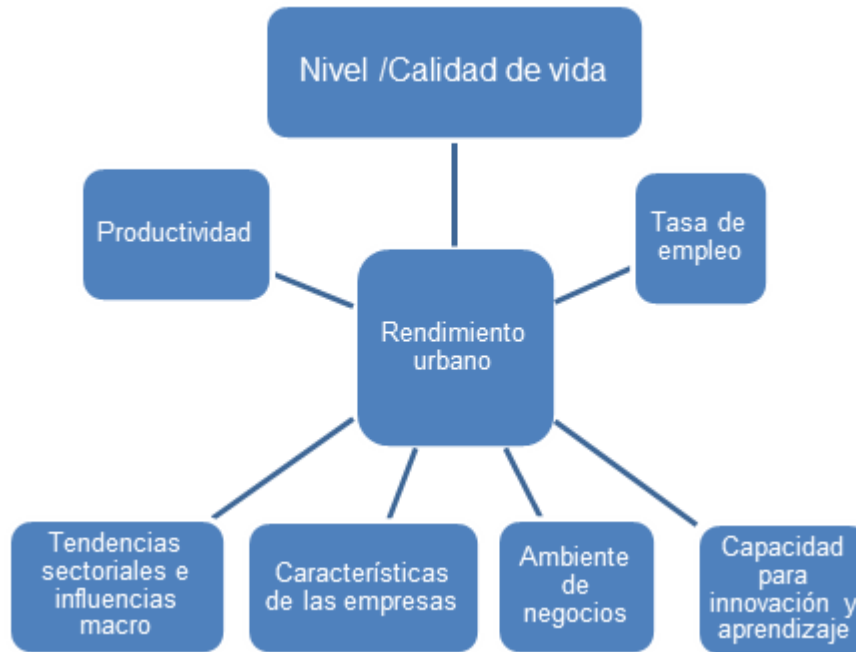 Nivel /Calidad de vida
Productividad
Tasa de
empleo
Rendimiento
urbano
Tendencias
sectoriales e
influencias
macro
Características
de las empresas
Ambiente
de
negocios
Capacidad
para
innovación y
aprendizaje